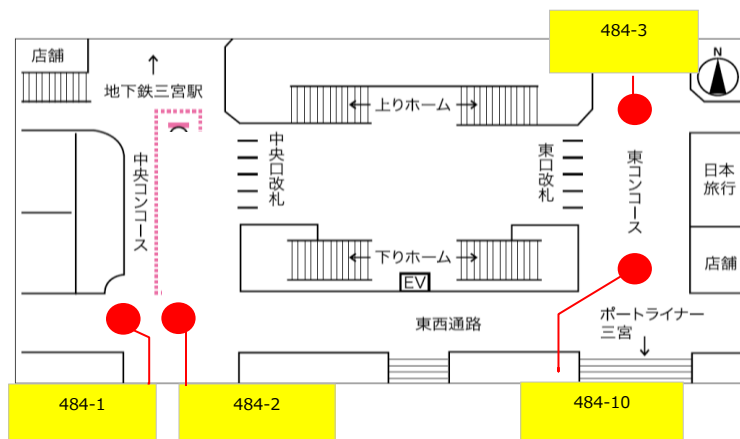 484-3
店舗
N
地下鉄三宮駅
上りホーム
中央コンコース
中央口改札
東口改札
東コンコース
日本
旅行
下りホーム
EV
店舗
東西通路
ポートライナー
三宮
484-1
484-2
484-10